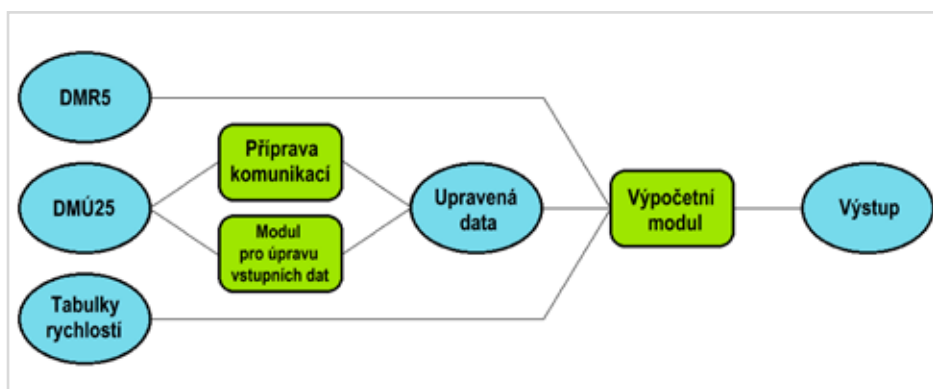 DMR5
Příprava
komunikací
DMÚ25
Modul
pro úpravu
vstupních dat
Upravená
data
Výpočetní
modul
Výstup
Tabulky
rychlostí